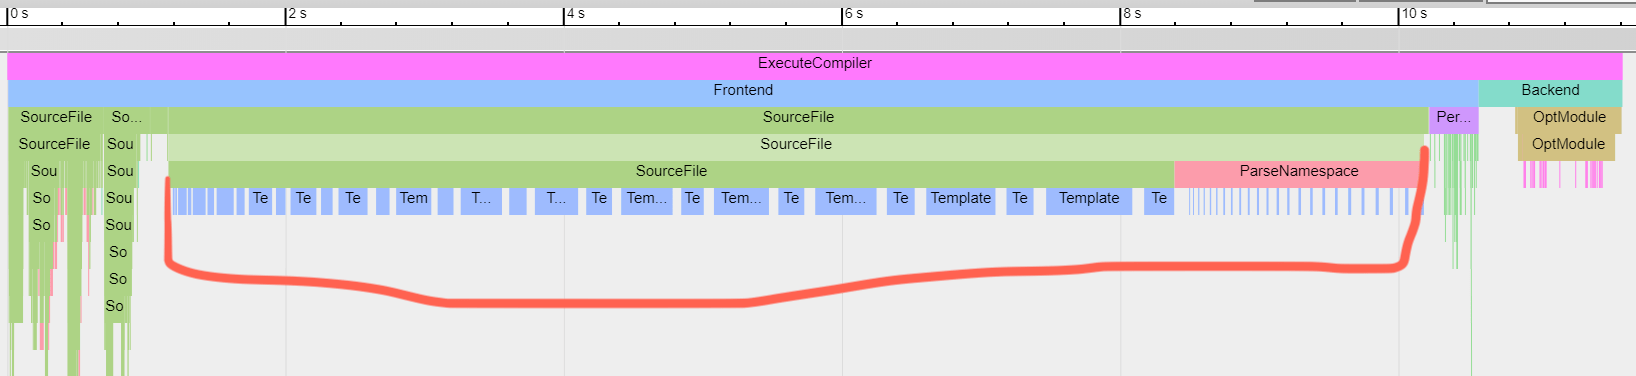 0 s 2 s 4 s 6 s 8 s 10 s
ExecuteCompiler
Frontend Backend
SourceFile So... SourceFile Per... OptModule
SourceFile Sou SourceFile OptModule
Sou Sou SourceFile ParseNamespace
So Sou Te Te Te Tem T... T... Te Tem... Te Tem... Te Tem... Te Template Te Template Te
So Sou
So
So
So